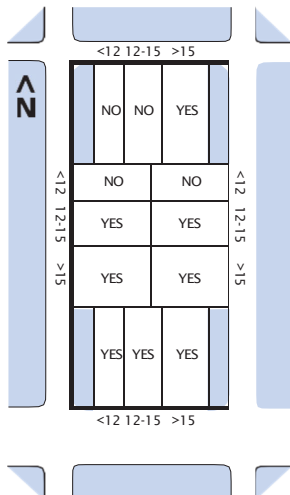 <12 12-15 >15
N
NO NO YES
NO NO
<12
<12
YES YES
12-15
12-15
YES YES
>15
>15
YES YES YES
<12 12-15 >15